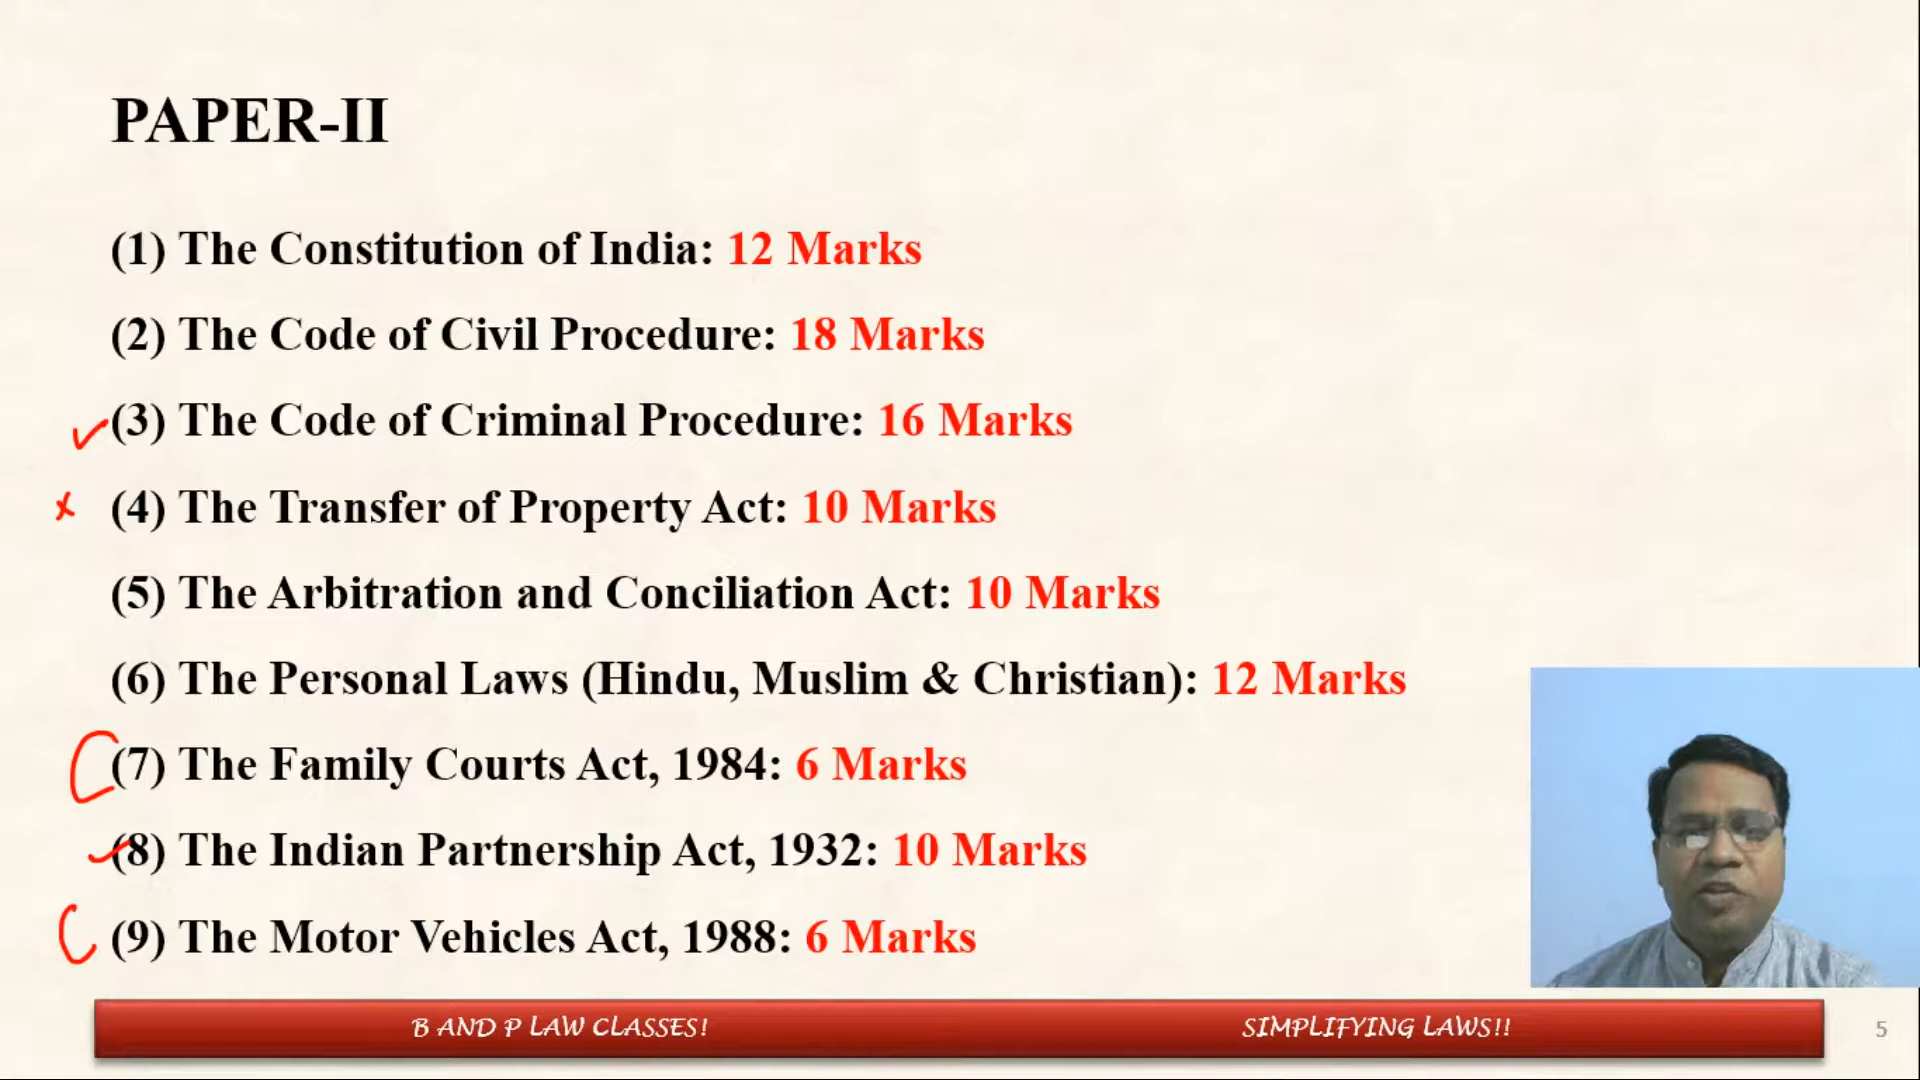 PAPER-II
(1) The Constitution of India: 12 Marks
(2) The Code of Civil Procedure: 18 Marks
(3) The Code of Criminal Procedure: 16 Marks
(4) The Transfer of Property Act: 10 Marks
(5) The Arbitration and Conciliation Act: 10 Marks
(6) The Personal Laws (Hindu, Muslim & Christian): 12 Marks
(7) The Family Courts Act, 1984: 6 Marks
(8) The Indian Partnership Act, 1932: 10 Marks
(9) The Motor Vehicles Act, 1988: 6 Marks
B AND P LAW CLASSES! SIMPLIFYING LAWS!! 5